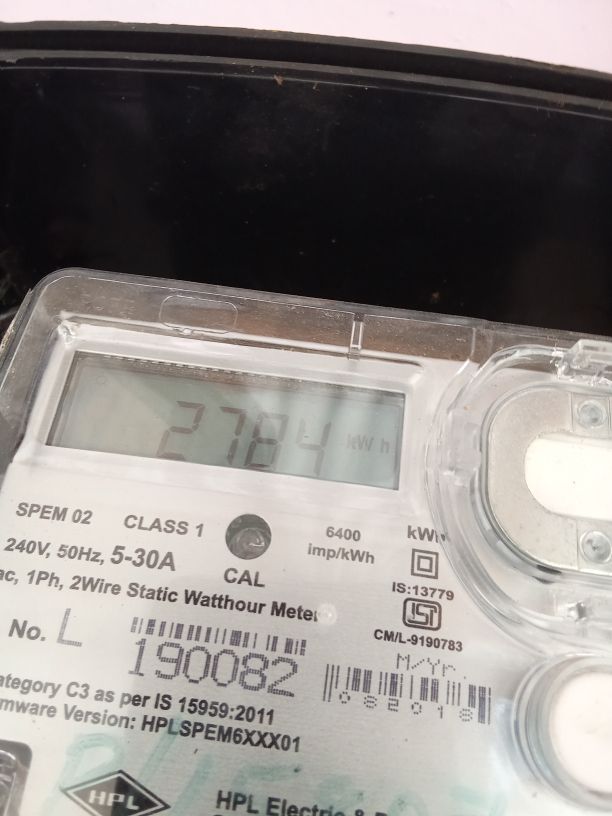 2784 kWh
SPEM 02 CLASS 1 6400 imp/kWh kWh
240V, 50Hz, 5-30A
CAL
ac, 1Ph, 2Wire Static Watthour Meter
IS:13779
CM/L-9190783
No. L 190082
M/Yr.
082018
ategory C3 as per IS 15959:2011
rmware Version: HPLSPEM6XXX01
HPL
HPL Electric &